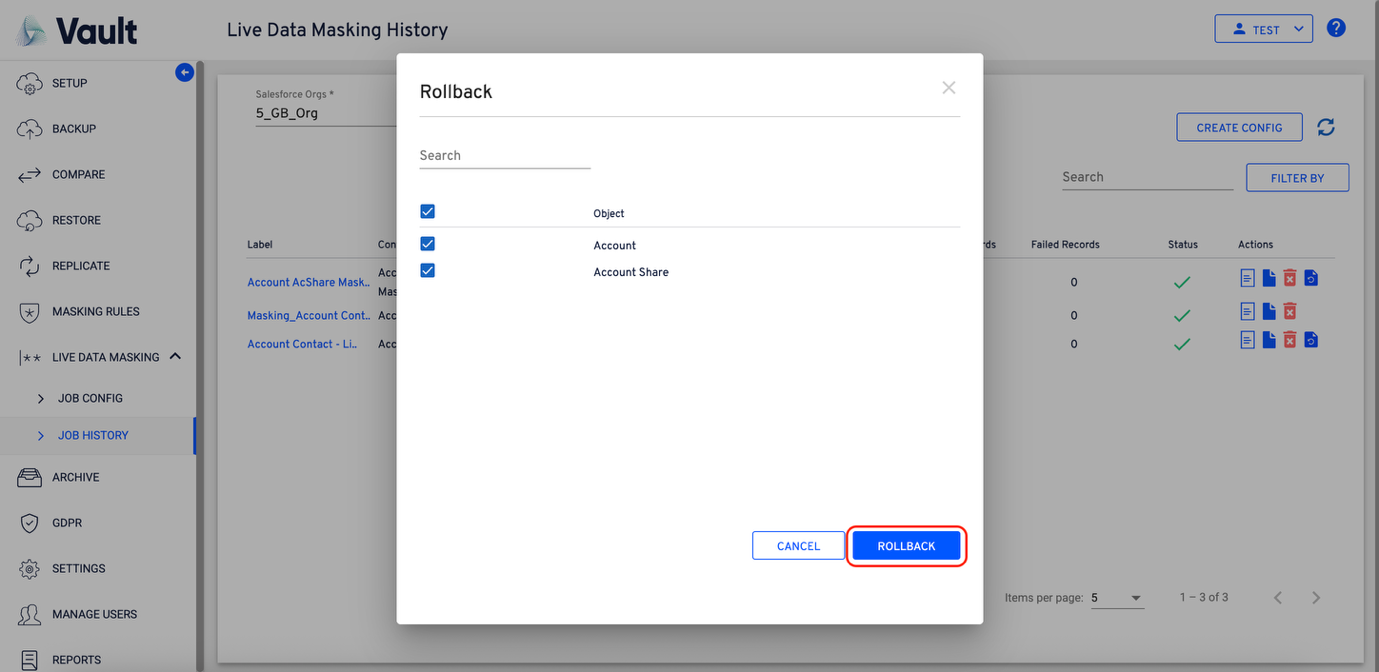 Vault
Live Data Masking History
TEST
?
SETUP
BACKUP
COMPARE
RESTORE
REPLICATE
MASKING RULES
|** LIVE DATA MASKING
JOB CONFIG
JOB HISTORY
ARCHIVE
GDPR
SETTINGS
MANAGE USERS
REPORTS
Salesforce Orgs *
5_GB_Org
CREATE CONFIG
Search
FILTER BY
Label
Failed Records
Status
Actions
Account AcShare Mask..
0
Masking_Account Cont..
0
Account Contact - Li..
0
Items per page: 5
1 – 3 of 3
Rollback
Search
Object
Account
Account Share
CANCEL
ROLLBACK